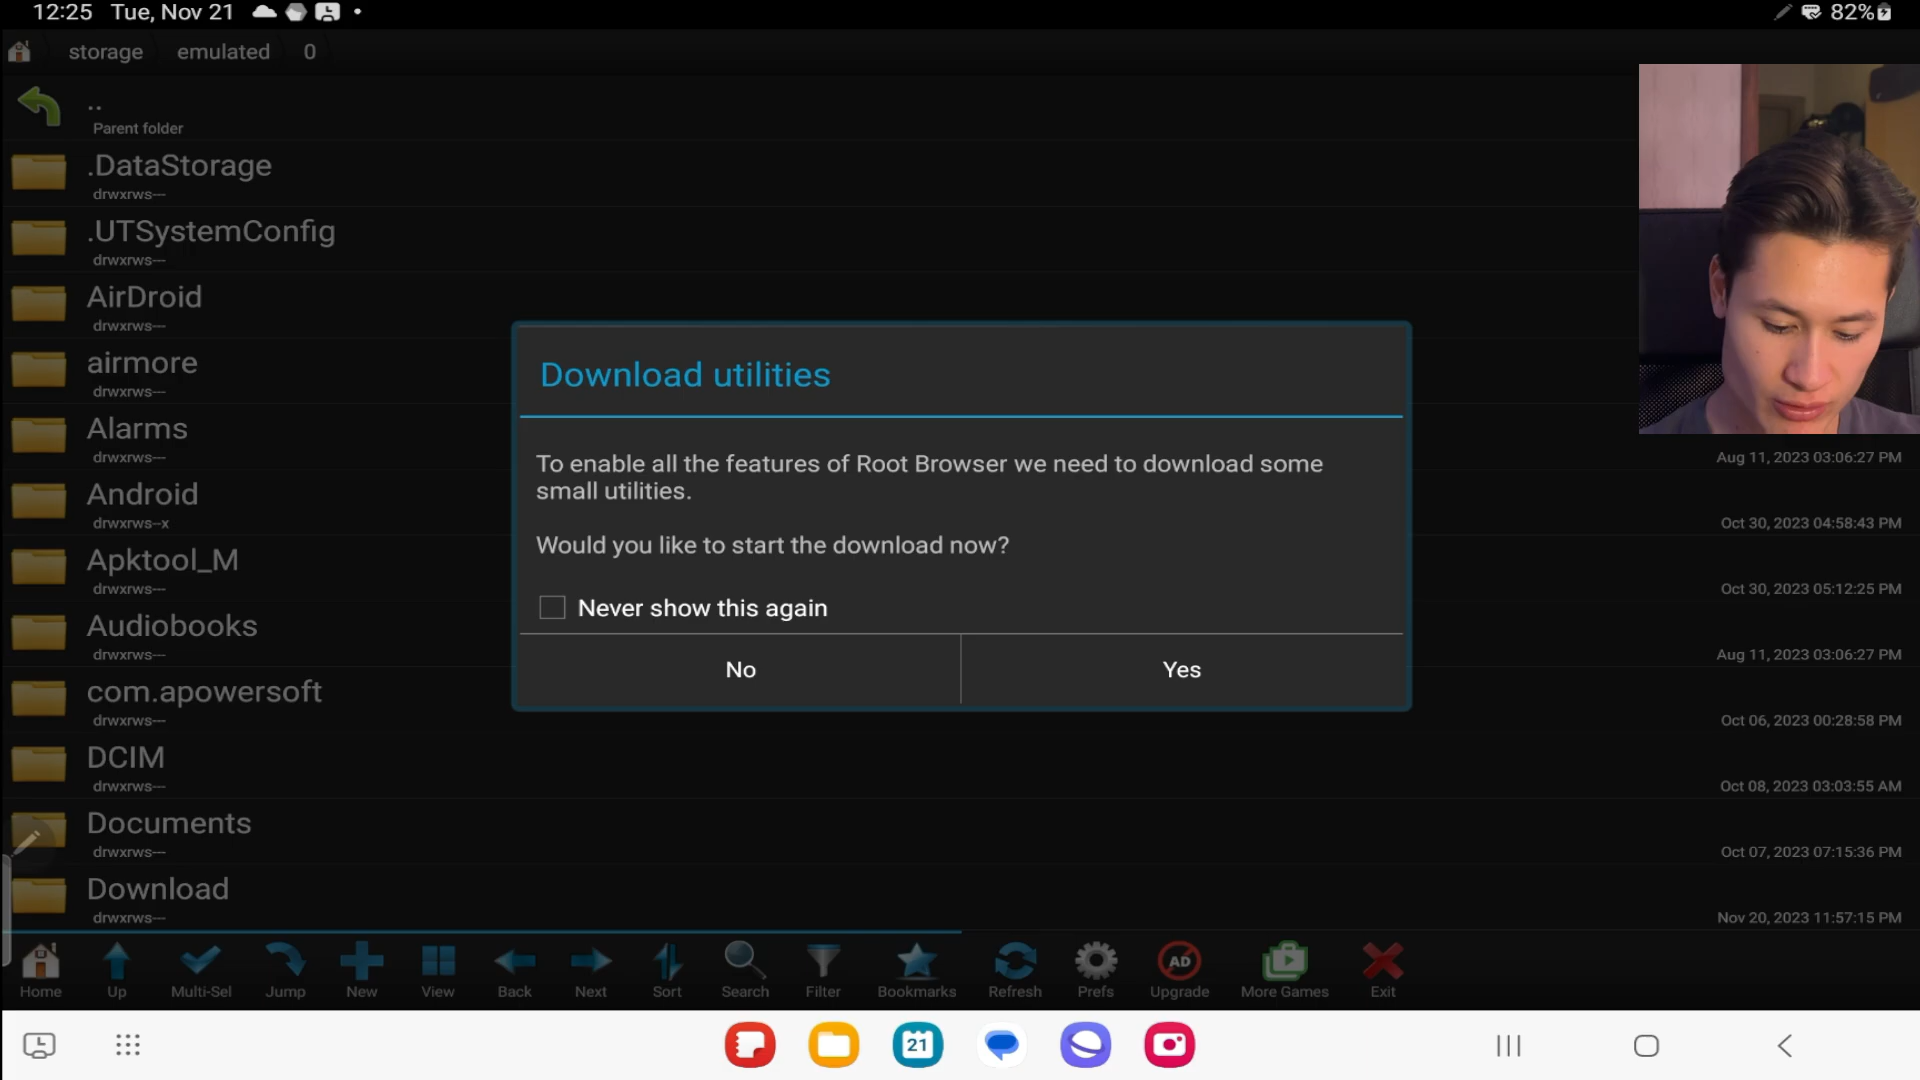 12:25 Tue, Nov 21
82%
storage emulated 0
..
Parent folder
.DataStorage
drwxrws---
.UTSystemConfig
drwxrws---
AirDroid
drwxrws---
airmore
drwxrws---
Alarms
drwxrws---
Aug 11, 2023 03:06:27 PM
Android
drwxrws--x
Oct 30, 2023 04:58:43 PM
Apktool_M
drwxrws---
Oct 30, 2023 05:12:25 PM
Audiobooks
drwxrws---
Aug 11, 2023 03:06:27 PM
com.apowersoft
drwxrws---
Oct 06, 2023 00:28:58 PM
DCIM
drwxrws---
Oct 08, 2023 03:03:55 AM
Documents
drwxrws---
Oct 07, 2023 07:15:36 PM
Download
drwxrws---
Nov 20, 2023 11:57:15 PM
Download utilities
To enable all the features of Root Browser we need to download some
small utilities.
Would you like to start the download now?
Never show this again
No Yes
AD
Home Up Multi-Sel Jump New View Back Next Sort Search Filter Bookmarks Refresh Prefs Upgrade More Games Exit
21